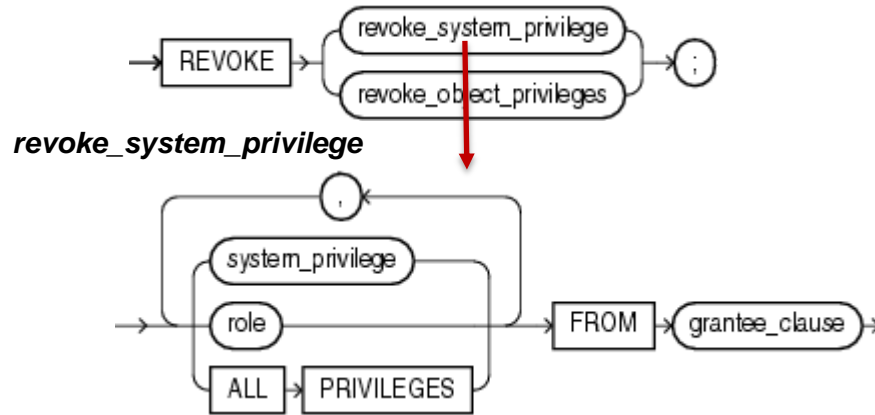 revoke_system_privilege
REVOKE ;
revoke_object_privileges
revoke_system_privilege
,
system_privilege
role FROM grantee_clause
ALL PRIVILEGES